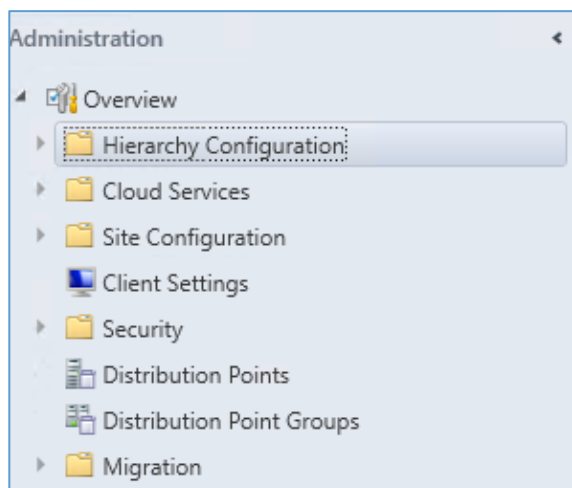 Administration
Overview
Hierarchy Configuration
Cloud Services
Site Configuration
Client Settings
Security
Distribution Points
Distribution Point Groups
Migration